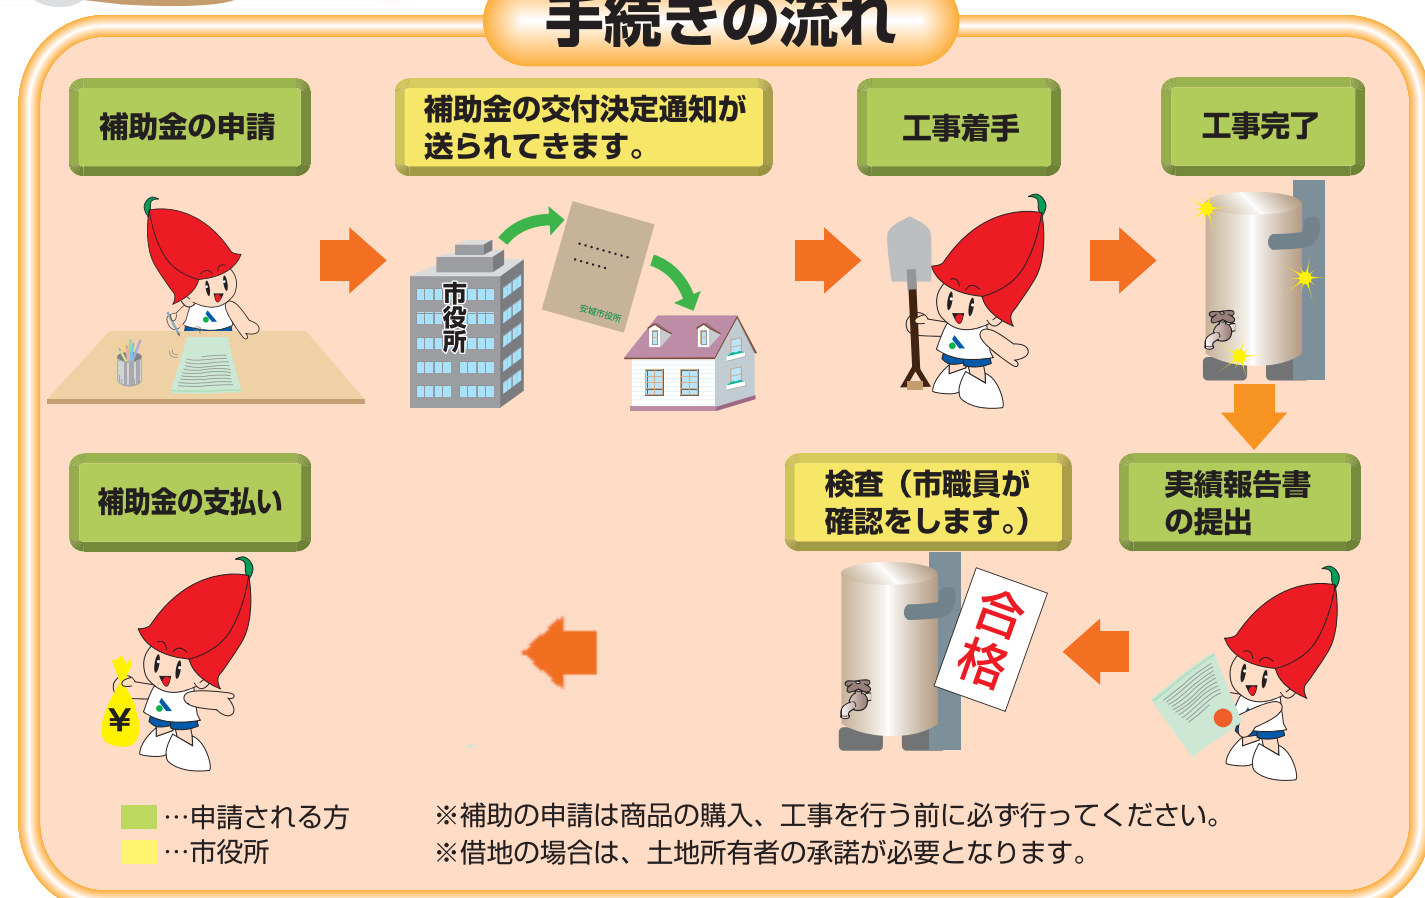 手続きの流れ
補助金の申請
補助金の交付決定通知が
送られてきます。
工事着手
工事完了
市役所
安城市役所
補助金の支払い
検査（市職員が
確認をします。）
実績報告書
の提出
合格
¥
…申請される方
…市役所
※補助の申請は商品の購入、工事を行う前に必ず行ってください。
※借地の場合は、土地所有者の承諾が必要となります。